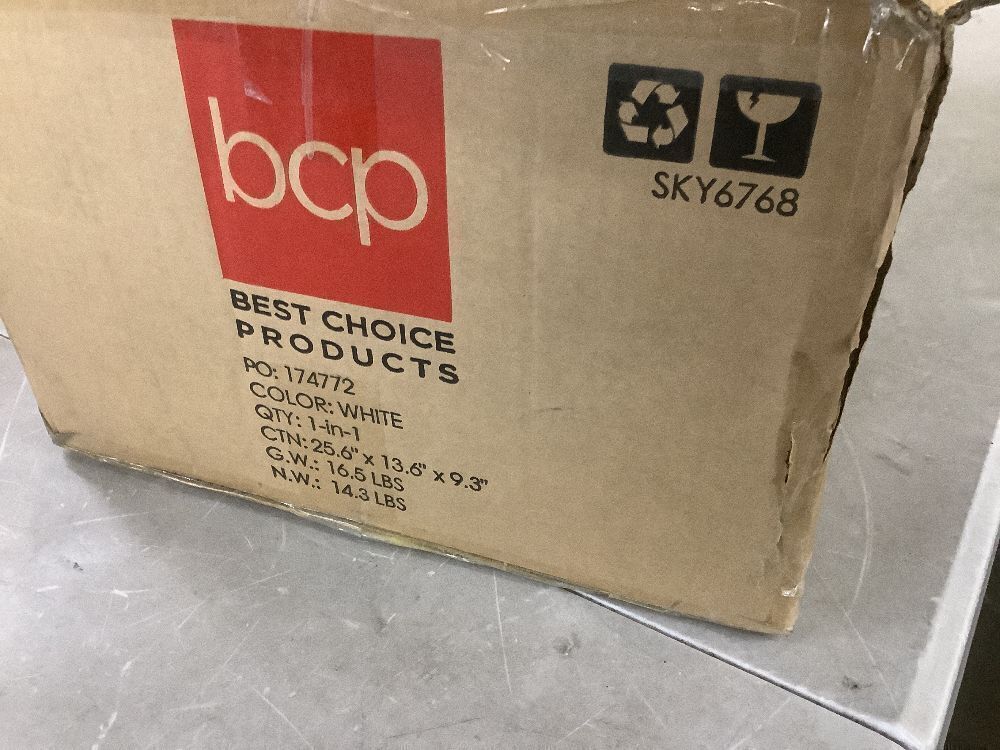 bcp
SKY6768
BEST CHOICE
PRODUCTS
PO: 174772
COLOR: WHITE
QTY: 1-in-1
CTN: 25.6" x 13.6" x 9.3"
G.W.: 16.5 LBS
N.W.: 14.3 LBS